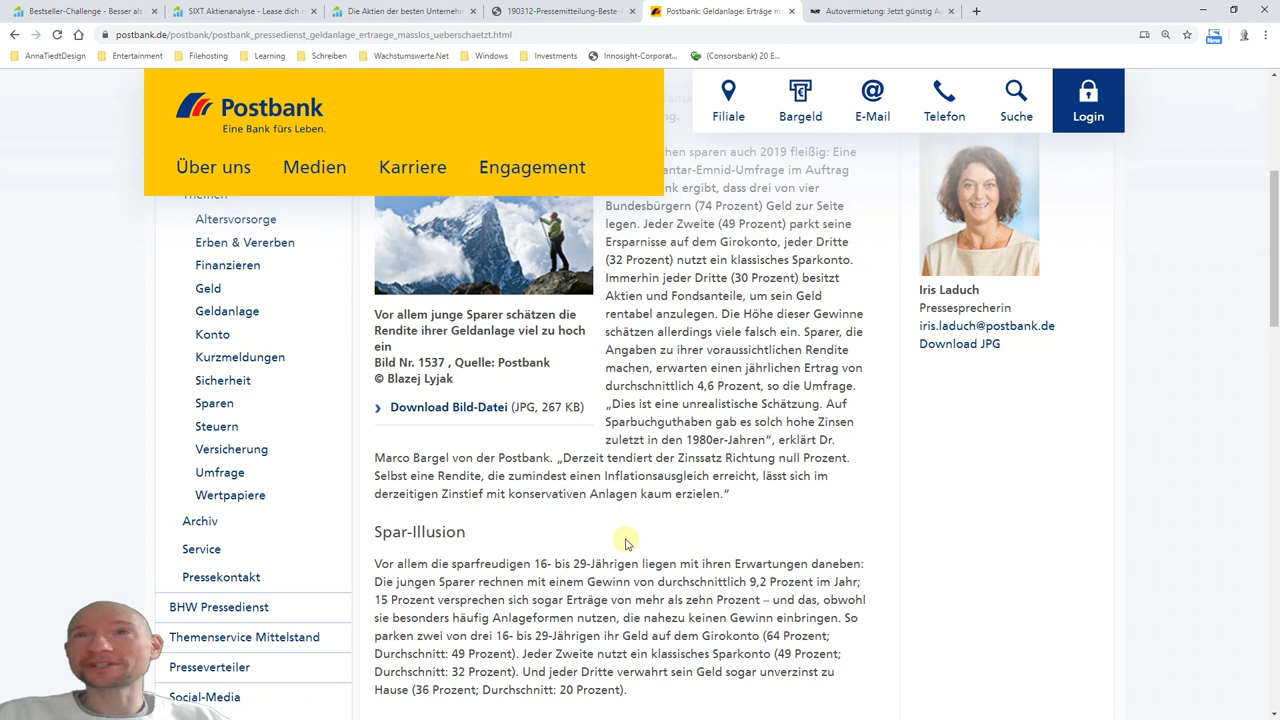 Bestseller-Challenge - Besser als
SIXT Aktienanalyse - Lease dich
Die Aktien der besten Unternehm
190312-Pressemitteilung-Beste-
Postbank: Geldanlage: Erträge m
Autovermietung: Jetzt günstig Au
postbank.de/postbank/postbank_pressedienst_geldanlage_ertraege_masslos_ueberschaetzt.html
AnnaTiedtDesign
Entertainment
Filehosting
Learning
Schreiben
Wachstumswerte.Net
Windows
Investments
Innosight-Corporat...
(Consorsbank) 20 E...
New
Postbank
Eine Bank fürs Leben.
Über uns
Medien
Karriere
Engagement
Filiale
Bargeld
E-Mail
Telefon
Suche
Login
Themen
Altersvorsorge
Erben & Vererben
Finanzieren
Geld
Geldanlage
Konto
Kurzmeldungen
Sicherheit
Sparen
Steuern
Versicherung
Umfrage
Wertpapiere
Archiv
Service
Pressekontakt
BHW Pressedienst
Themenservice Mittelstand
Presseverteiler
Social-Media
Vor allem junge Sparer schätzen die
Rendite ihrer Geldanlage viel zu hoch
ein
Bild Nr. 1537 , Quelle: Postbank
© Blazej Lyjak
Download Bild-Datei (JPG, 267 KB)
sparen auch 2019 fleißig: Eine
antar-Emnid-Umfrage im Auftrag
nk ergibt, dass drei von vier
Bundesbürgern (74 Prozent) Geld zur Seite
legen. Jeder Zweite (49 Prozent) parkt seine
Ersparnisse auf dem Girokonto, jeder Dritte
(32 Prozent) nutzt ein klassisches Sparkonto.
Immerhin jeder Dritte (30 Prozent) besitzt
Aktien und Fondsanteile, um sein Geld
rentabel anzulegen. Die Höhe dieser Gewinne
schätzen allerdings viele falsch ein. Sparer, die
Angaben zu ihrer voraussichtlichen Rendite
machen, erwarten einen jährlichen Ertrag von
durchschnittlich 4,6 Prozent, so die Umfrage.
„Dies ist eine unrealistische Schätzung. Auf
Sparbuchguthaben gab es solch hohe Zinsen
zuletzt in den 1980er-Jahren“, erklärt Dr.
Marco Bargel von der Postbank. „Derzeit tendiert der Zinssatz Richtung null Prozent.
Selbst eine Rendite, die zumindest einen Inflationsausgleich erreicht, lässt sich im
derzeitigen Zinstief mit konservativen Anlagen kaum erzielen.“
Spar-Illusion
Vor allem die sparfreudigen 16- bis 29-Jährigen liegen mit ihren Erwartungen daneben:
Die jungen Sparer rechnen mit einem Gewinn von durchschnittlich 9,2 Prozent im Jahr;
15 Prozent versprechen sich sogar Erträge von mehr als zehn Prozent – und das, obwohl
sie besonders häufig Anlageformen nutzen, die nahezu keinen Gewinn einbringen. So
parken zwei von drei 16- bis 29-Jährigen ihr Geld auf dem Girokonto (64 Prozent;
Durchschnitt: 49 Prozent). Jeder Zweite nutzt ein klassisches Sparkonto (49 Prozent;
Durchschnitt: 32 Prozent). Und jeder Dritte verwahrt sein Geld sogar unverzinst zu
Hause (36 Prozent; Durchschnitt: 20 Prozent).
Iris Laduch
Pressesprecherin
iris.laduch@postbank.de
Download JPG